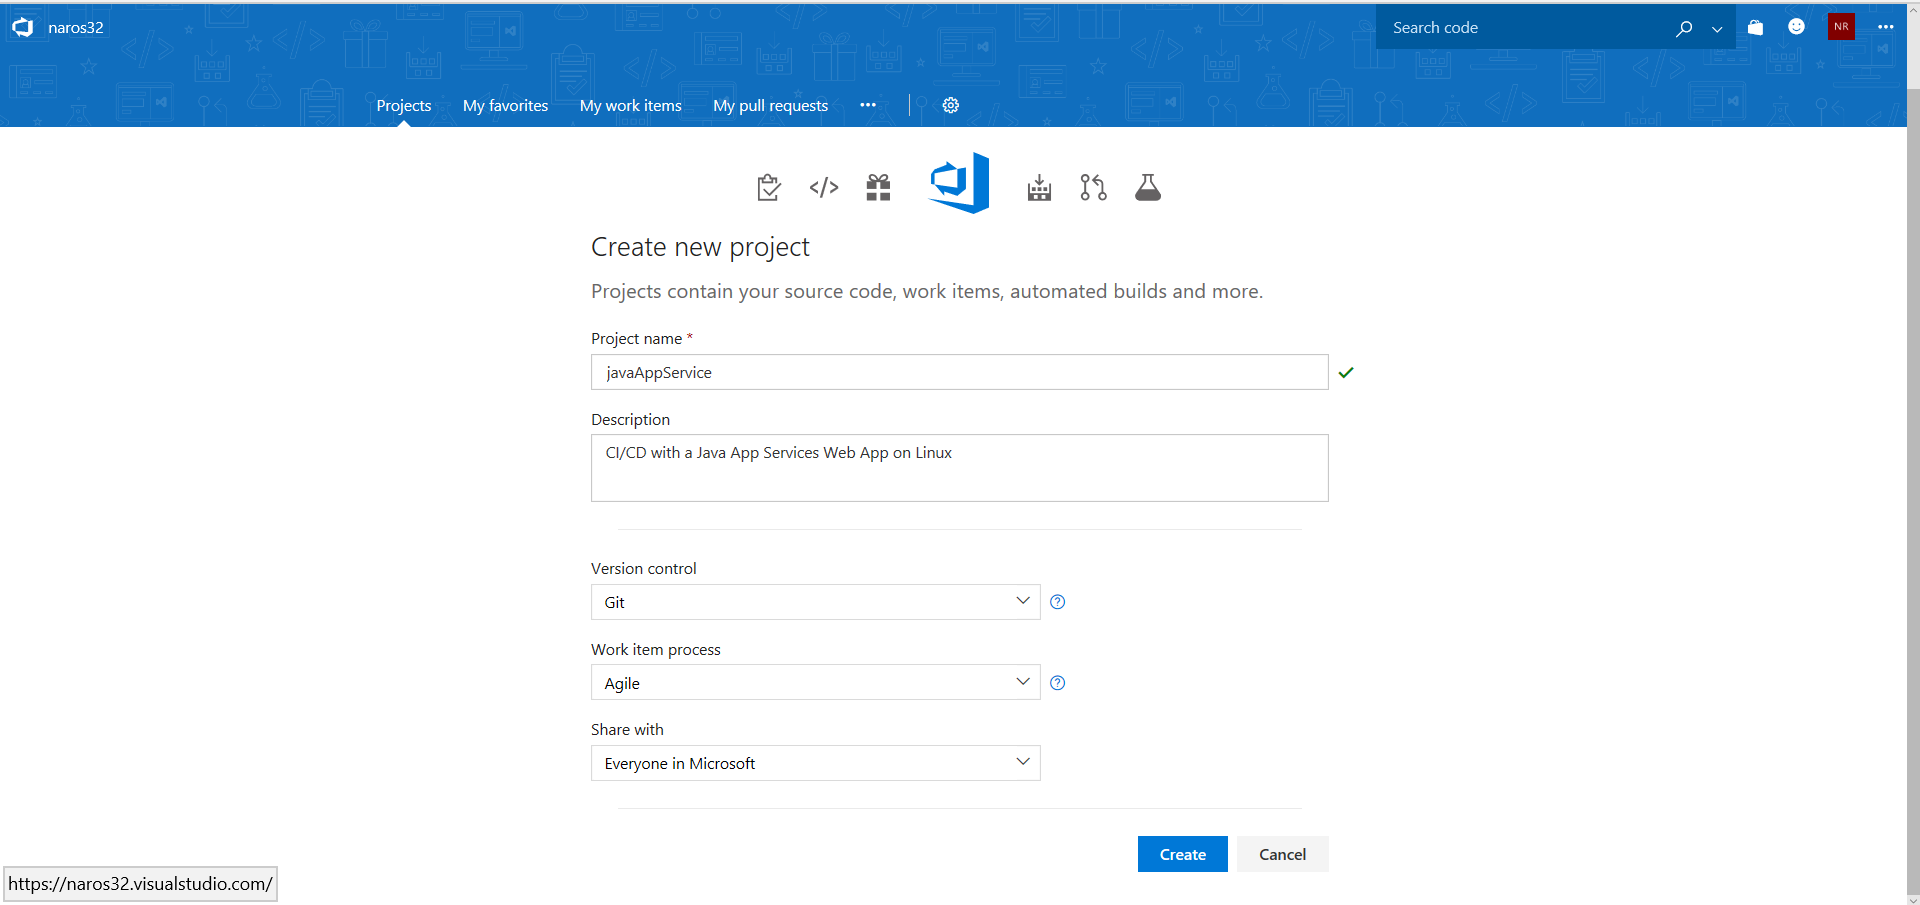 naros32
Search code
NR
Projects
My favorites
My work items
My pull requests
Create new project
Projects contain your source code, work items, automated builds and more.
Project name *
javaAppService
Description
CI/CD with a Java App Services Web App on Linux
Version control
Git
Work item process
Agile
Share with
Everyone in Microsoft
Create
Cancel
https://naros32.visualstudio.com/